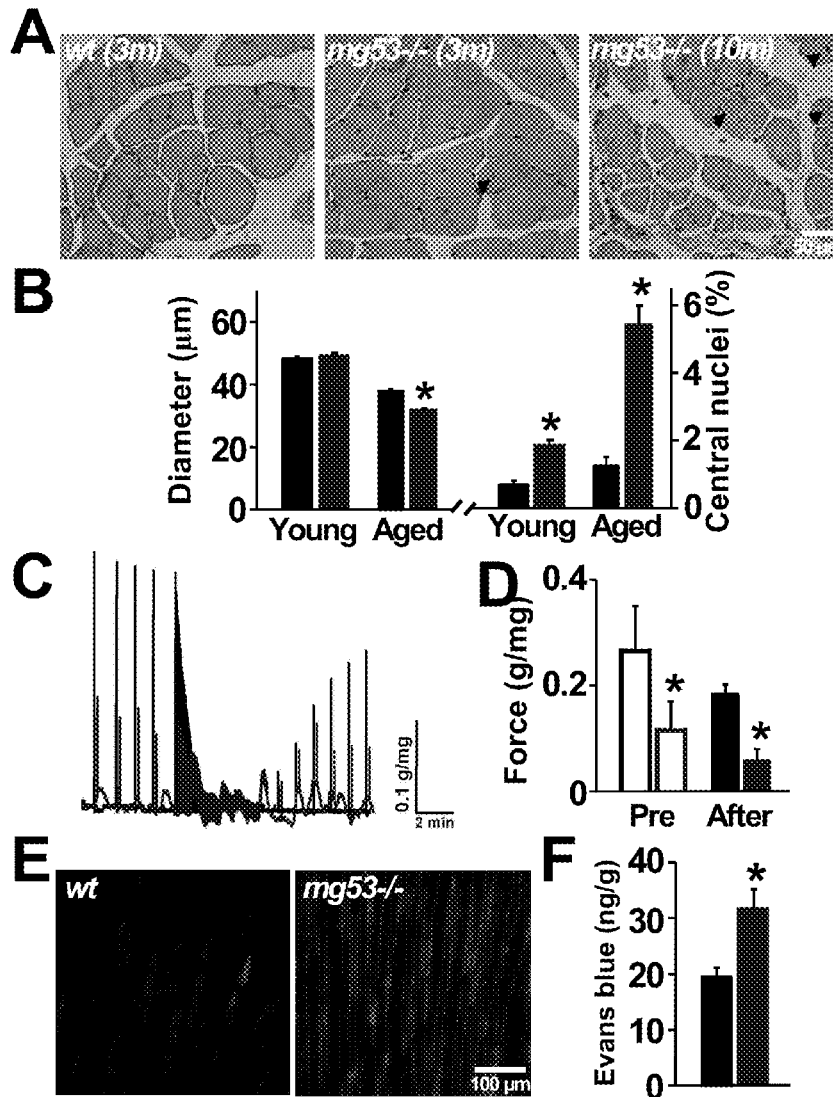 A
wt (3m)
mg53-/- (3m)
mg53-/- (10m)
B
Diameter (μm)
60
40
20
0
Young
Aged
Young
Aged
6
4
2
0
Central nuclei (%)
*
*
*
C
0.1 g/mg
2 min
D
Force (g/mg)
0.4
0.2
0
*
*
Pre
After
E
wt
mg53-/-
100 μm
F
Evans blue (ng/g)
40
30
20
10
0
*